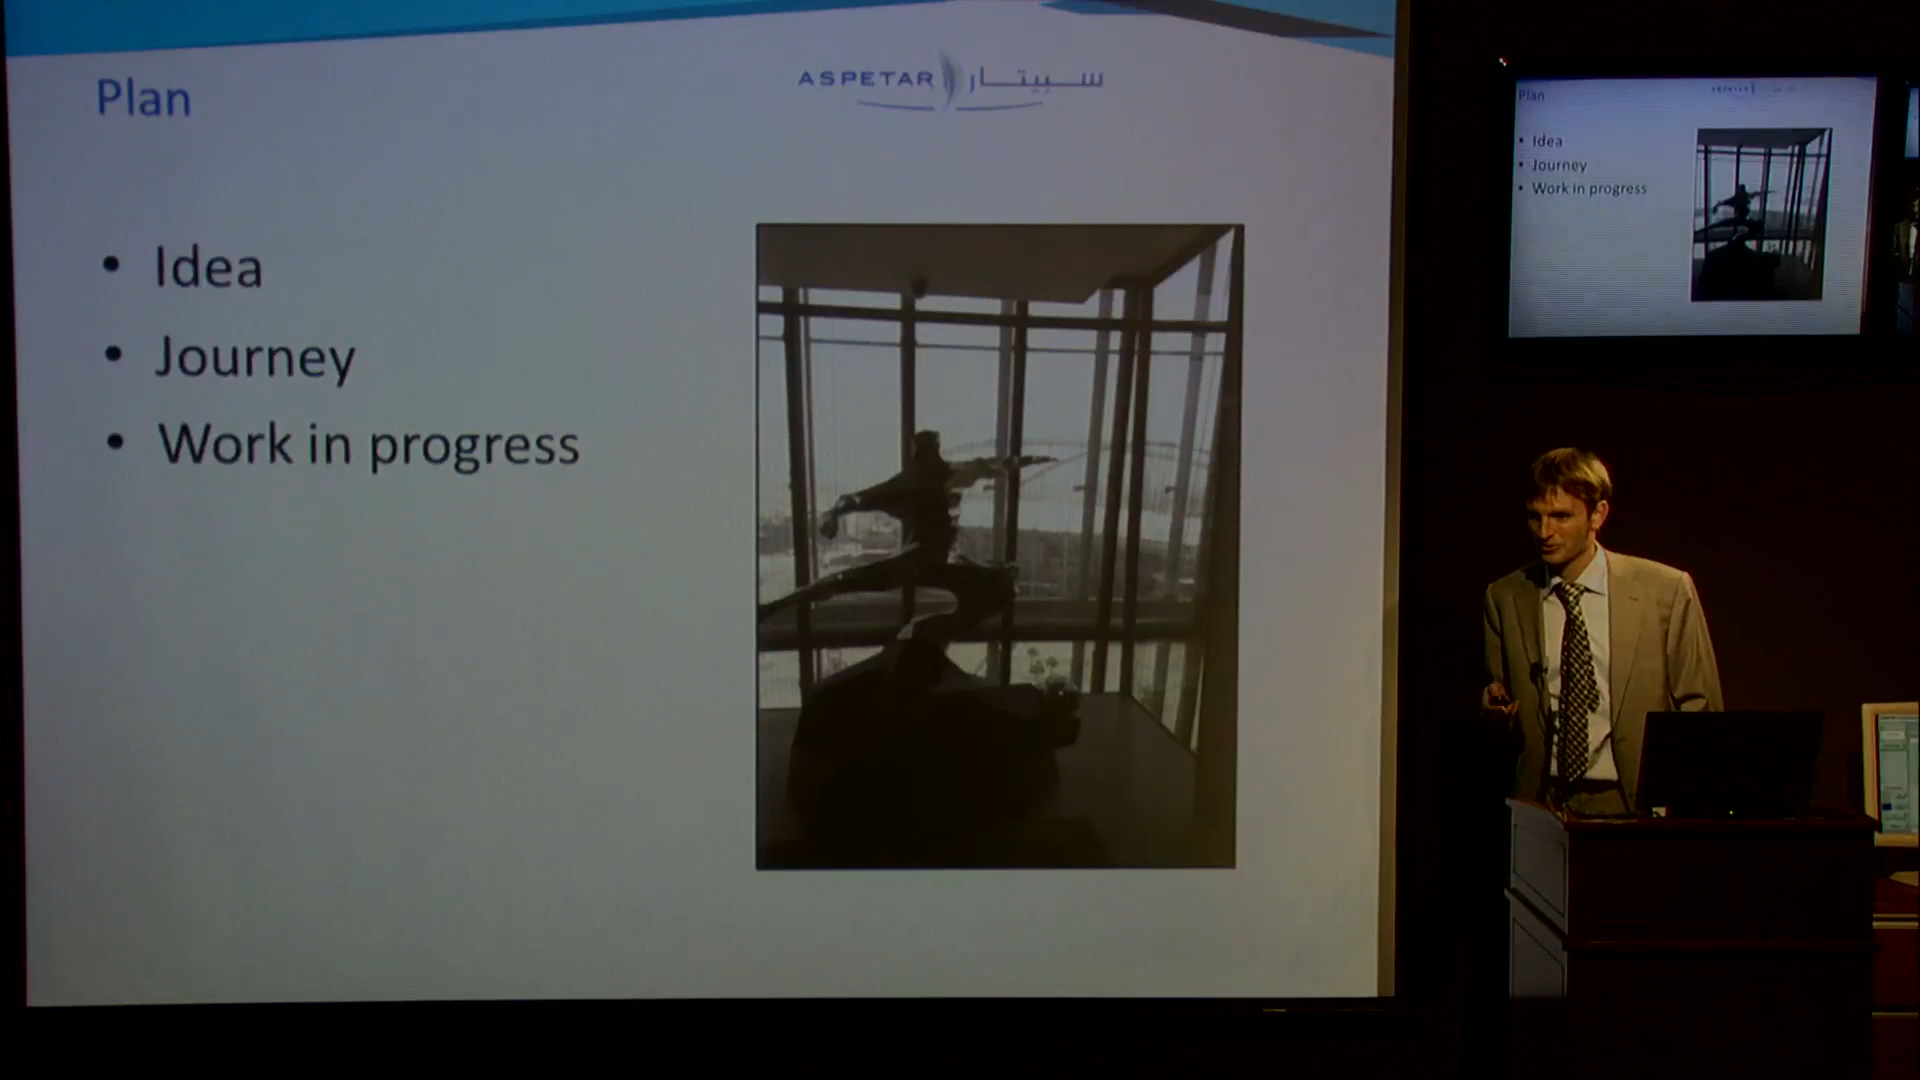 Plan
ASPETAR سبيتار
• Idea
• Journey
• Work in progress
Plan
• Idea
• Journey
• Work in progress